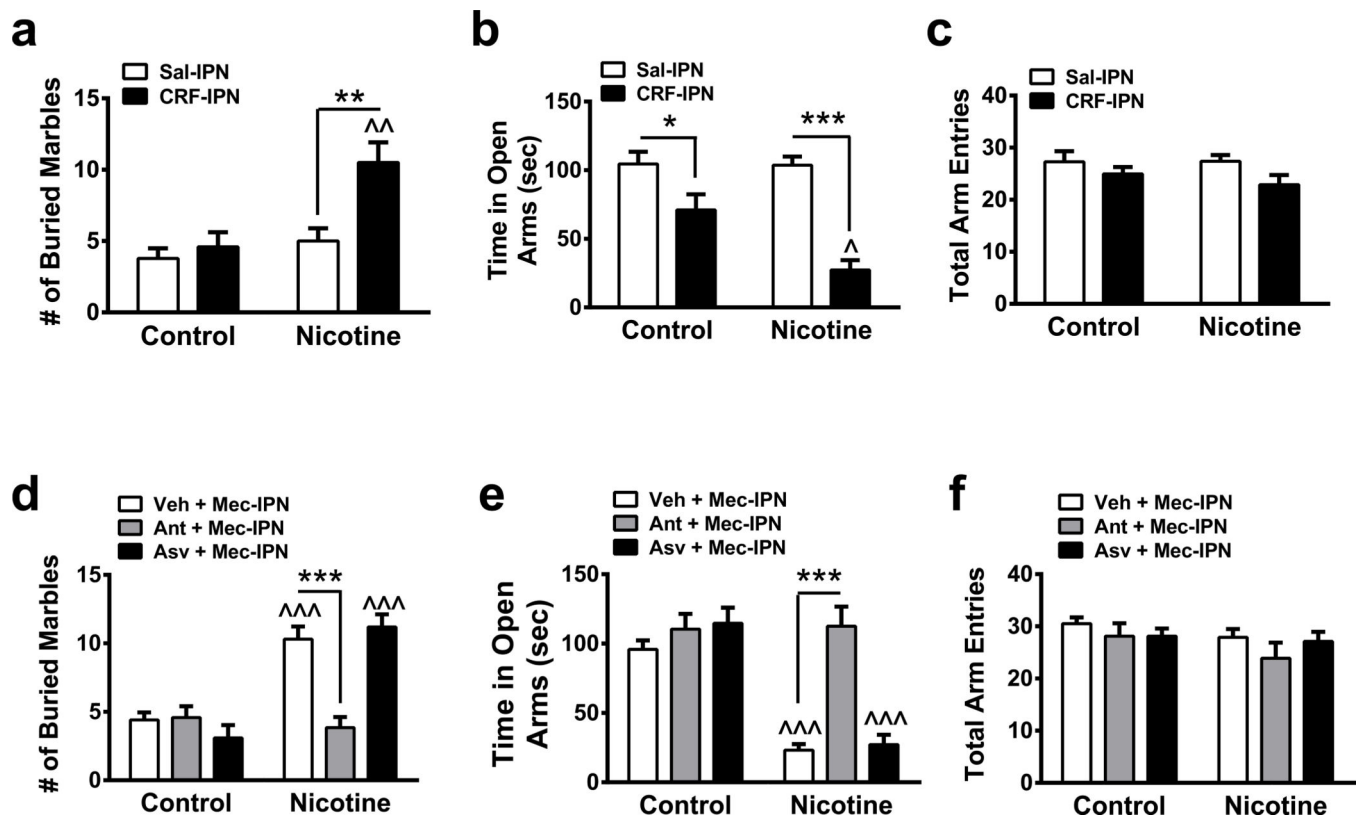 a
Sal-IPN
CRF-IPN
# of Buried Marbles
15
10
5
0
**
^^
Control
Nicotine
b
Sal-IPN
CRF-IPN
Time in Open
Arms (sec)
150
100
50
0
*
***
^
Control
Nicotine
c
Sal-IPN
CRF-IPN
Total Arm Entries
40
30
20
10
0
Control
Nicotine
d
Veh + Mec-IPN
Ant + Mec-IPN
Asv + Mec-IPN
# of Buried Marbles
15
10
5
0
***
^^^
^^^
Control
Nicotine
e
Veh + Mec-IPN
Ant + Mec-IPN
Asv + Mec-IPN
Time in Open
Arms (sec)
150
100
50
0
***
^^^
^^^
Control
Nicotine
f
Veh + Mec-IPN
Ant + Mec-IPN
Asv + Mec-IPN
Total Arm Entries
40
30
20
10
0
Control
Nicotine